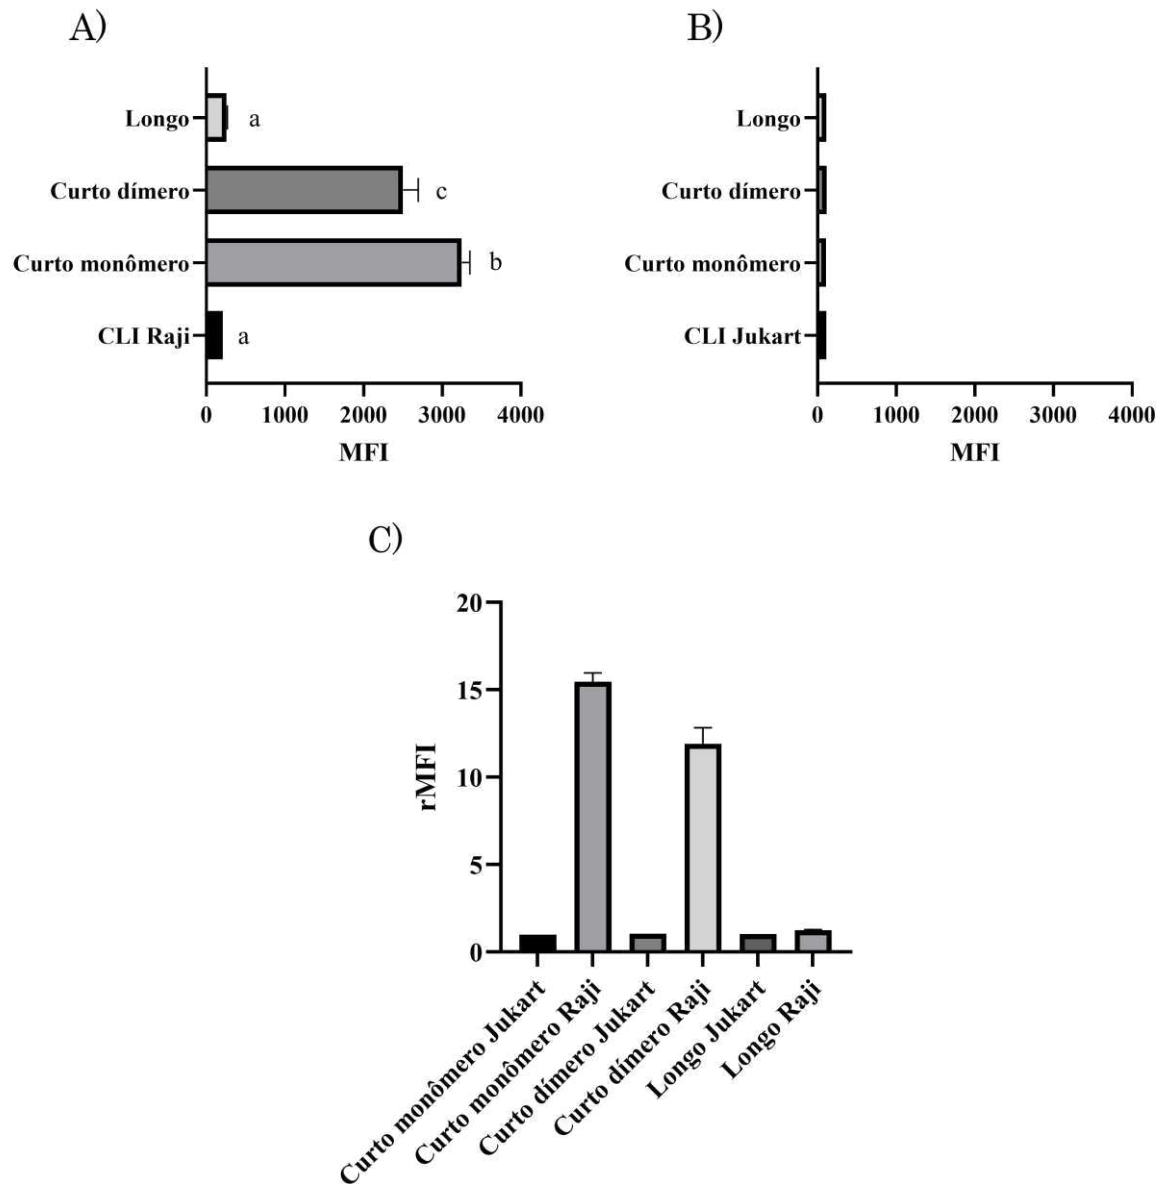 A)
Longo
a
Curto dímero
c
Curto monômero
b
CLI Raji
a
0 1000 2000 3000 4000
MFI
B)
Longo
Curto dímero
Curto monômero
CLI Jukart
0 1000 2000 3000 4000
MFI
C)
20
15
10
5
0
rMFI
Curto monômero Jukart
Curto monômero Raji
Curto dímero Jukart
Curto dímero Raji
Longo Jukart
Longo Raji